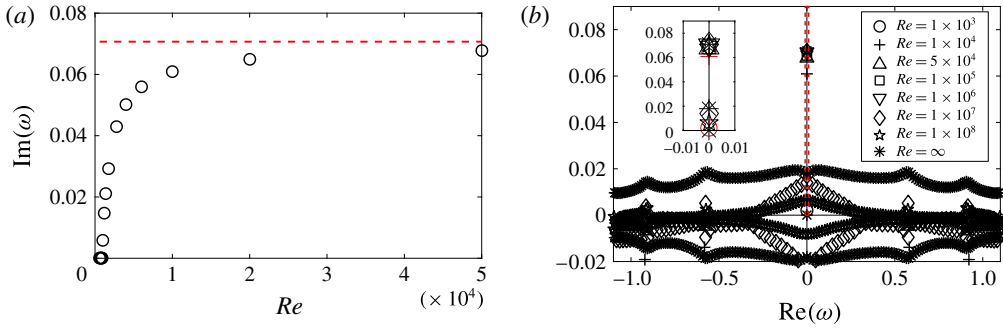 (a)
0.08
0.06
0.04
0.02
0
1
2
3
4
5
(× 10⁴)
Im(ω)
Re
(b)
0.08
0.06
0.04
0.02
0
−0.02
−1.0
−0.5
0
0.5
1.0
Re(ω)
0.08
0.06
0.04
0.02
0
−0.01
0
0.01
Re = 1 × 10³
Re = 1 × 10⁴
Re = 5 × 10⁴
Re = 1 × 10⁵
Re = 1 × 10⁶
Re = 1 × 10⁷
Re = 1 × 10⁸
Re = ∞